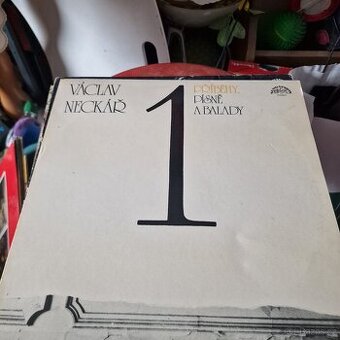 VÁCLAV
NECKÁŘ
1
PŘÍBĚHY,
PÍSNĚ
A BALADY